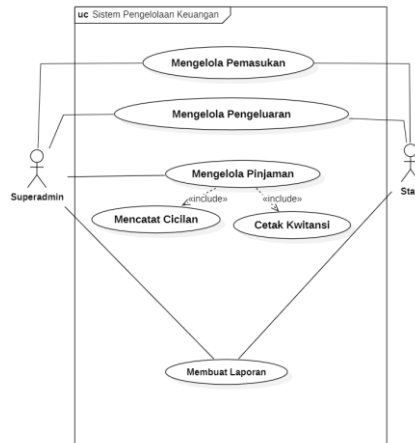 uc Sistem Pengelolaan Keuangan
Mengelola Pemasukan
Mengelola Pengeluaran
Mengelola Pinjaman
Superadmin
Sta
«include»
«include»
Mencatat Cicilan
Cetak Kwitansi
Membuat Laporan